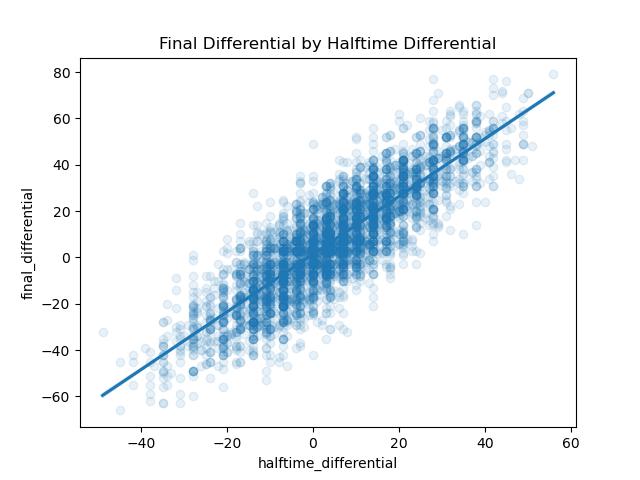 Final Differential by Halftime Differential
80
60
40
20
0
−20
−40
−60
final_differential
−40 −20 0 20 40 60
halftime_differential